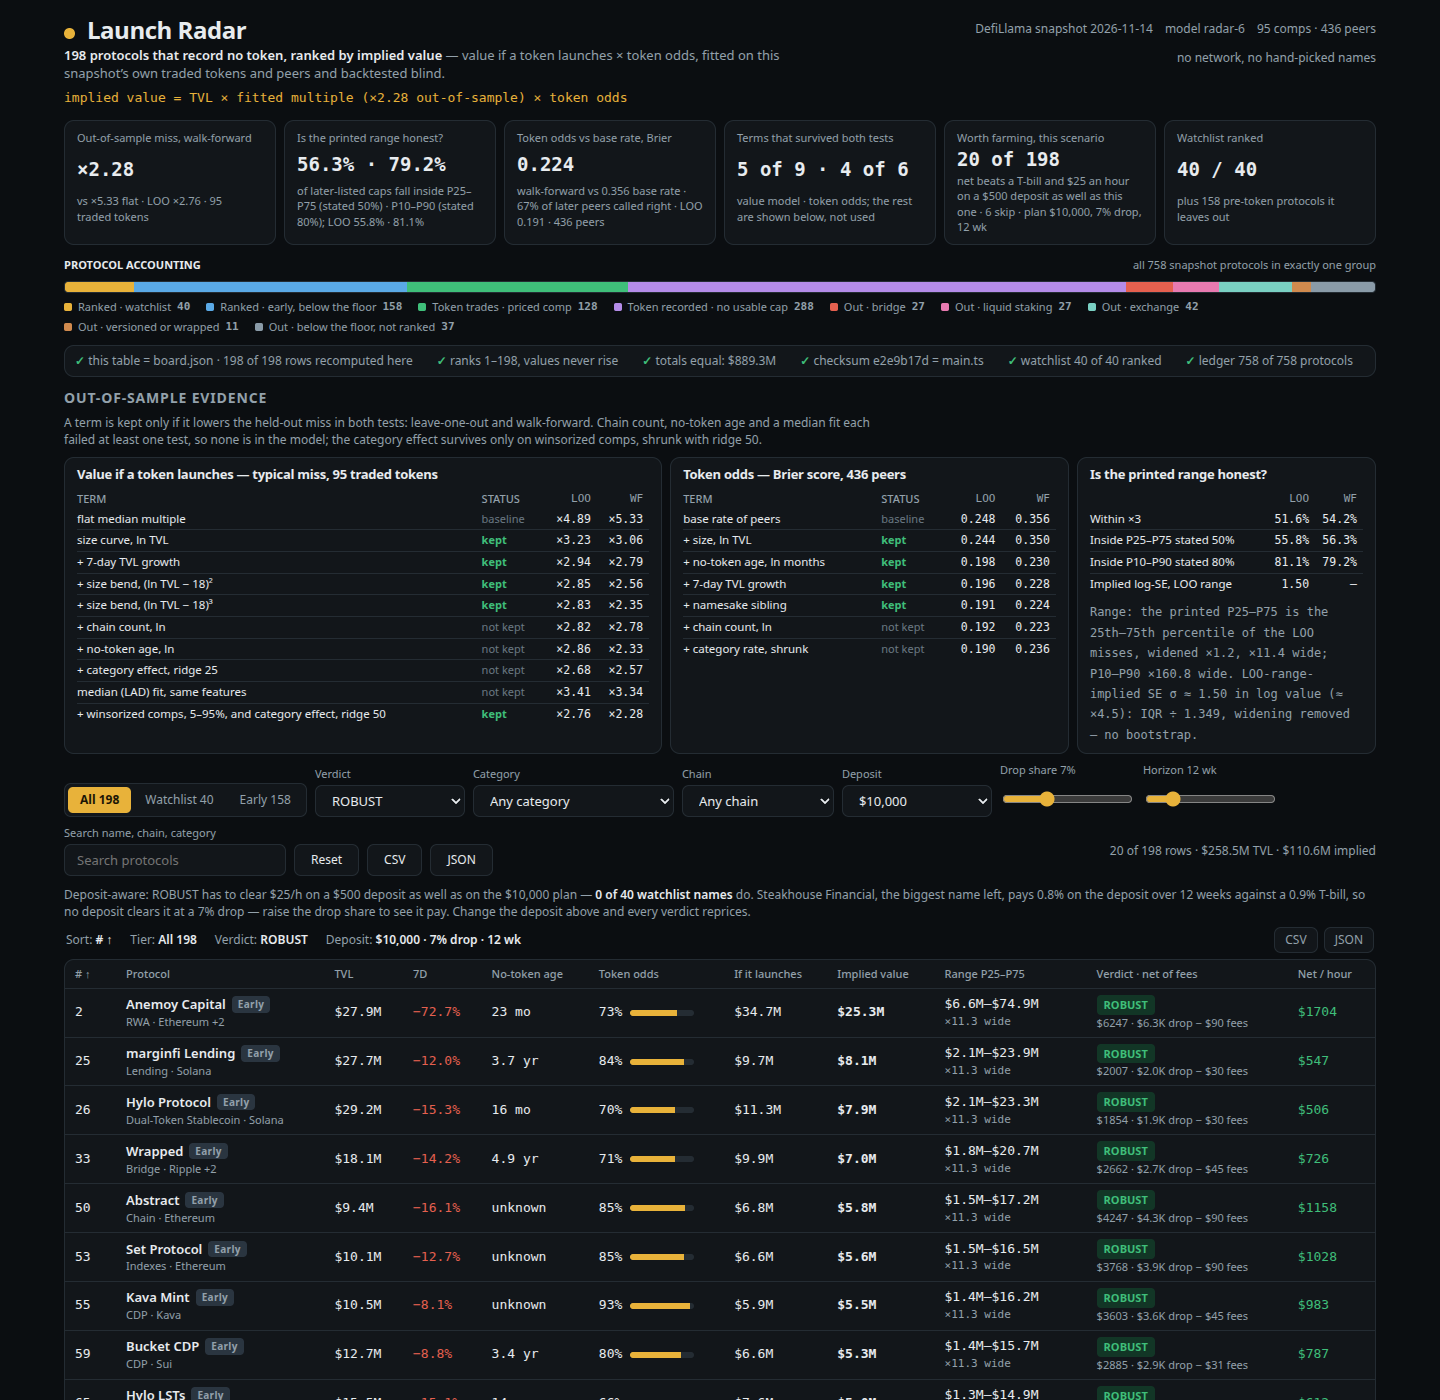 Launch Radar
DefiLlama snapshot 2026-11-14 model radar-6 95 comps · 436 peers
198 protocols that record no token, ranked by implied value — value if a token launches × token odds, fitted on this
snapshot's own traded tokens and peers and backtested blind.
no network, no hand-picked names
implied value = TVL × fitted multiple (×2.28 out-of-sample) × token odds
Out-of-sample miss, walk-forward
×2.28
vs ×5.33 flat · LOO ×2.76 · 95
traded tokens
Is the printed range honest?
56.3% · 79.2%
of later-listed caps fall inside P25–
P75 (stated 50%) · P10–P90 (stated
80%); LOO 55.8% · 81.1%
Token odds vs base rate, Brier
0.224
walk-forward vs 0.356 base rate ·
67% of later peers called right · LOO
0.191 · 436 peers
Terms that survived both tests
5 of 9 · 4 of 6
value model · token odds; the rest
are shown below, not used
Worth farming, this scenario
20 of 198
net beats a T-bill and $25 an hour
on a $500 deposit as well as this
one · 6 skip · plan $10,000, 7% drop,
12 wk
Watchlist ranked
40 / 40
plus 158 pre-token protocols it
leaves out
PROTOCOL ACCOUNTING
all 758 snapshot protocols in exactly one group
Ranked · watchlist 40 Ranked · early, below the floor 158 Token trades · priced comp 128 Token recorded · no usable cap 288 Out · bridge 27 Out · liquid staking 27 Out · exchange 42
Out · versioned or wrapped 11 Out · below the floor, not ranked 37
✓ this table = board.json · 198 of 198 rows recomputed here ✓ ranks 1–198, values never rise ✓ totals equal: $889.3M ✓ checksum e2e9b17d = main.ts ✓ watchlist 40 of 40 ranked ✓ ledger 758 of 758 protocols
OUT-OF-SAMPLE EVIDENCE
A term is kept only if it lowers the held-out miss in both tests: leave-one-out and walk-forward. Chain count, no-token age and a median fit each
failed at least one test, so none is in the model; the category effect survives only on winsorized comps, shrunk with ridge 50.
Value if a token launches — typical miss, 95 traded tokens
TERM STATUS LOO WF
flat median multiple baseline ×4.89 ×5.33
size curve, ln TVL kept ×3.23 ×3.06
+ 7-day TVL growth kept ×2.94 ×2.79
+ size bend, (ln TVL − 18)² kept ×2.85 ×2.56
+ size bend, (ln TVL − 18)³ kept ×2.83 ×2.35
+ chain count, ln not kept ×2.82 ×2.78
+ no-token age, ln not kept ×2.86 ×2.33
+ category effect, ridge 25 not kept ×2.68 ×2.57
median (LAD) fit, same features not kept ×3.41 ×3.34
+ winsorized comps, 5–95%, and category effect, ridge 50 kept ×2.76 ×2.28
Token odds — Brier score, 436 peers
TERM STATUS LOO WF
base rate of peers baseline 0.248 0.356
+ size, ln TVL kept 0.244 0.350
+ no-token age, ln months kept 0.198 0.230
+ 7-day TVL growth kept 0.196 0.228
+ namesake sibling kept 0.191 0.224
+ chain count, ln not kept 0.192 0.223
+ category rate, shrunk not kept 0.190 0.236
Is the printed range honest?
LOO WF
Within ×3 51.6% 54.2%
Inside P25–P75 stated 50% 55.8% 56.3%
Inside P10–P90 stated 80% 81.1% 79.2%
Implied log-SE, LOO range 1.50 —
Range: the printed P25–P75 is the
25th–75th percentile of the LOO
misses, widened ×1.2, ×11.4 wide;
P10–P90 ×160.8 wide. LOO-range-
implied SE σ ≈ 1.50 in log value (≈
×4.5): IQR ÷ 1.349, widening removed
— no bootstrap.
All 198 Watchlist 40 Early 158
Verdict
ROBUST
Category
Any category
Chain
Any chain
Deposit
$10,000
Drop share 7%
Horizon 12 wk
Search name, chain, category
Search protocols
Reset CSV JSON
20 of 198 rows · $258.5M TVL · $110.6M implied
Deposit-aware: ROBUST has to clear $25/h on a $500 deposit as well as on the $10,000 plan — 0 of 40 watchlist names do. Steakhouse Financial, the biggest name left, pays 0.8% on the deposit over 12 weeks against a 0.9% T-bill, so
no deposit clears it at a 7% drop — raise the drop share to see it pay. Change the deposit above and every verdict reprices.
Sort: # ↑ Tier: All 198 Verdict: ROBUST Deposit: $10,000 · 7% drop · 12 wk
CSV JSON
# ↑ Protocol TVL 7D No-token age Token odds If it launches Implied value Range P25–P75 Verdict · net of fees Net / hour
2 Anemoy Capital Early $27.9M −72.7% 23 mo 73% $34.7M $25.3M $6.6M–$74.9M ROBUST $1704
RWA · Ethereum +2 ×11.3 wide $6247 · $6.3K drop − $90 fees
25 marginfi Lending Early $27.7M −12.0% 3.7 yr 84% $9.7M $8.1M $2.1M–$23.9M ROBUST $547
Lending · Solana ×11.3 wide $2007 · $2.0K drop − $30 fees
26 Hylo Protocol Early $29.2M −15.3% 16 mo 70% $11.3M $7.9M $2.1M–$23.3M ROBUST $506
Dual-Token Stablecoin · Solana ×11.3 wide $1854 · $1.9K drop − $30 fees
33 Wrapped Early $18.1M −14.2% 4.9 yr 71% $9.9M $7.0M $1.8M–$20.7M ROBUST $726
Bridge · Ripple +2 ×11.3 wide $2662 · $2.7K drop − $45 fees
50 Abstract Early $9.4M −16.1% unknown 85% $6.8M $5.8M $1.5M–$17.2M ROBUST $1158
Chain · Ethereum ×11.3 wide $4247 · $4.3K drop − $90 fees
53 Set Protocol Early $10.1M −12.7% unknown 85% $6.6M $5.6M $1.5M–$16.5M ROBUST $1028
Indexes · Ethereum ×11.3 wide $3768 · $3.9K drop − $90 fees
55 Kava Mint Early $10.5M −8.1% unknown 93% $5.9M $5.5M $1.4M–$16.2M ROBUST $983
CDP · Kava ×11.3 wide $3603 · $3.6K drop − $45 fees
59 Bucket CDP Early $12.7M −8.8% 3.4 yr 80% $6.6M $5.3M $1.4M–$15.7M ROBUST $787
CDP · Sui ×11.3 wide $2885 · $2.9K drop − $31 fees
Hylo LSTs Early $1.3M–$14.9M ROBUST